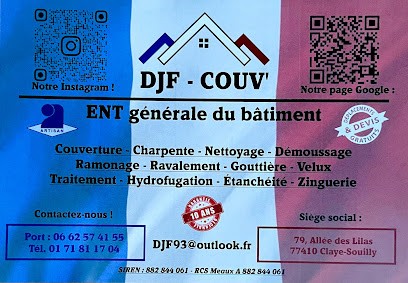 Notre Instagram !
Notre page Google :
DJF - COUV'
ENT générale du bâtiment
ARTISAN
DÉPLACEMENTS
& DEVIS
GRATUITS
Couverture - Charpente - Nettoyage - Démoussage
Ramonage - Ravalement - Gouttière - Velux
Traitement - Hydrofugation - Étanchéité - Zinguerie
Contactez-nous !
10 ANS
Siège social :
Port : 06 62 57 41 55
Tél. 01 71 81 17 04
DJF93@outlook.fr
79, Allée des Lilas
77410 Claye-Souilly
SIREN : 882 844 061 - RCS Meaux A 882 844 061